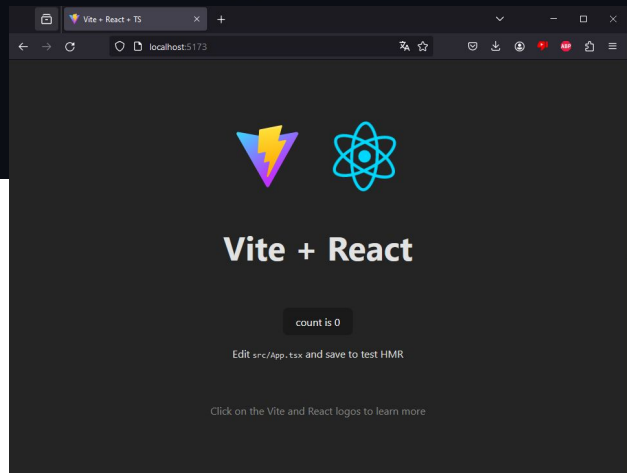 Vite + React + TS
localhost:5173
ABP
Vite + React
count is 0
Edit src/App.tsx and save to test HMR
Click on the Vite and React logos to learn more